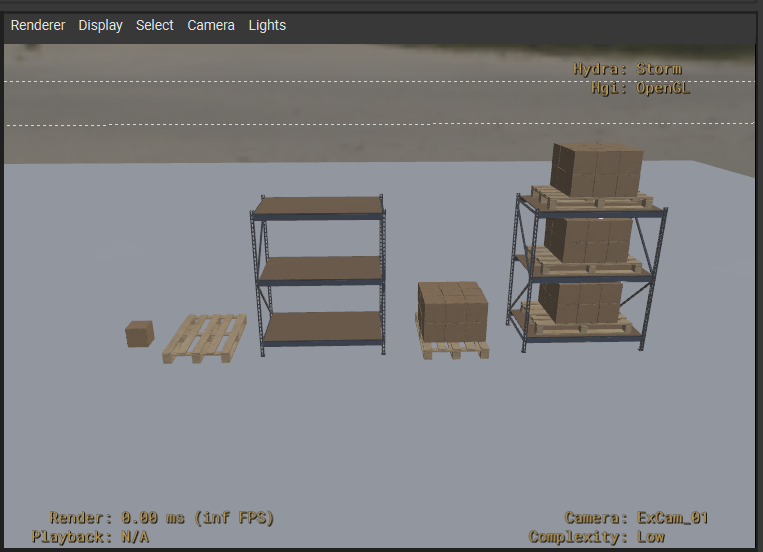 Renderer Display Select Camera Lights
Hydra: Storm
Hgi: OpenGL
Render: 0.00 ms (inf FPS)
Playback: N/A
Camera: ExCam_01
Complexity: Low